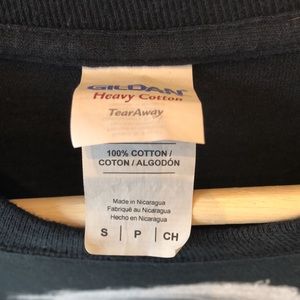 GILDAN®
Heavy Cotton
TearAway
100% COTTON /
COTON / ALGODÓN
Made in Nicaragua
Fabriqué au Nicaragua
Hecho en Nicaragua
S | P | CH